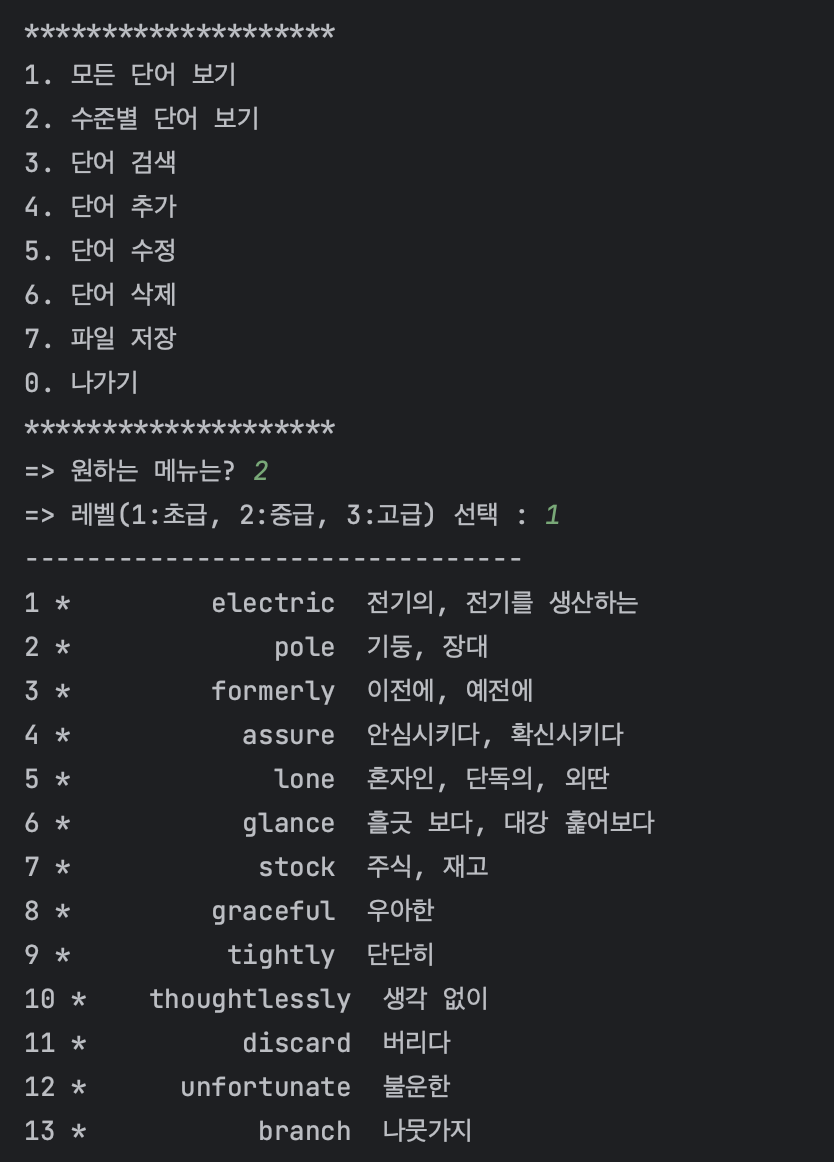 ********************
1. 모든 단어 보기
2. 수준별 단어 보기
3. 단어 검색
4. 단어 추가
5. 단어 수정
6. 단어 삭제
7. 파일 저장
0. 나가기
********************
=> 원하는 메뉴는? 2
=> 레벨(1:초급, 2:중급, 3:고급) 선택 : 1
--------------------------------
1 *         electric  전기의, 전기를 생산하는
2 *             pole  기둥, 장대
3 *         formerly  이전에, 예전에
4 *           assure  안심시키다, 확신시키다
5 *             lone  혼자인, 단독의, 외딴
6 *           glance  흘긋 보다, 대강 훑어보다
7 *            stock  주식, 재고
8 *         graceful  우아한
9 *          tightly  단단히
10 *    thoughtlessly  생각 없이
11 *          discard  버리다
12 *      unfortunate  불운한
13 *           branch  나뭇가지